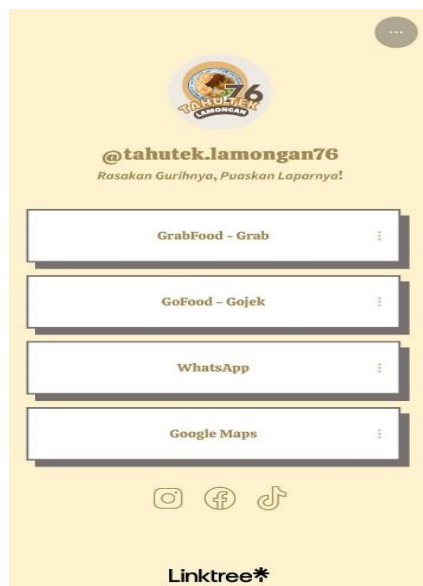 76
TAHUTEK
LAMONGAN
@tahutek.lamongan76
Rasakan Gurihnya, Puaskan Laparnya!
GrabFood - Grab
GoFood - Gojek
WhatsApp
Google Maps
Linktree*